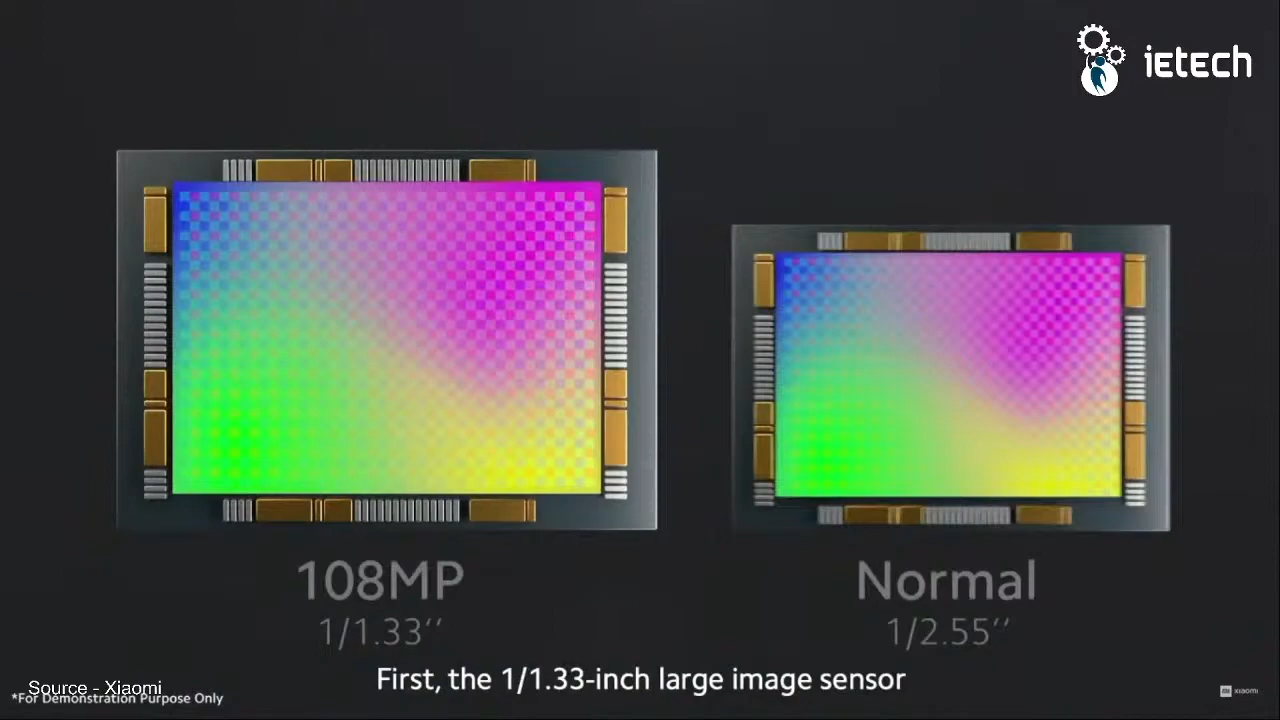 ietech
108MP
1/1.33’’
Normal
1/2.55’’
First, the 1/1.33-inch large image sensor
Source - Xiaomi
*For Demonstration Purpose Only
mi xiaomi